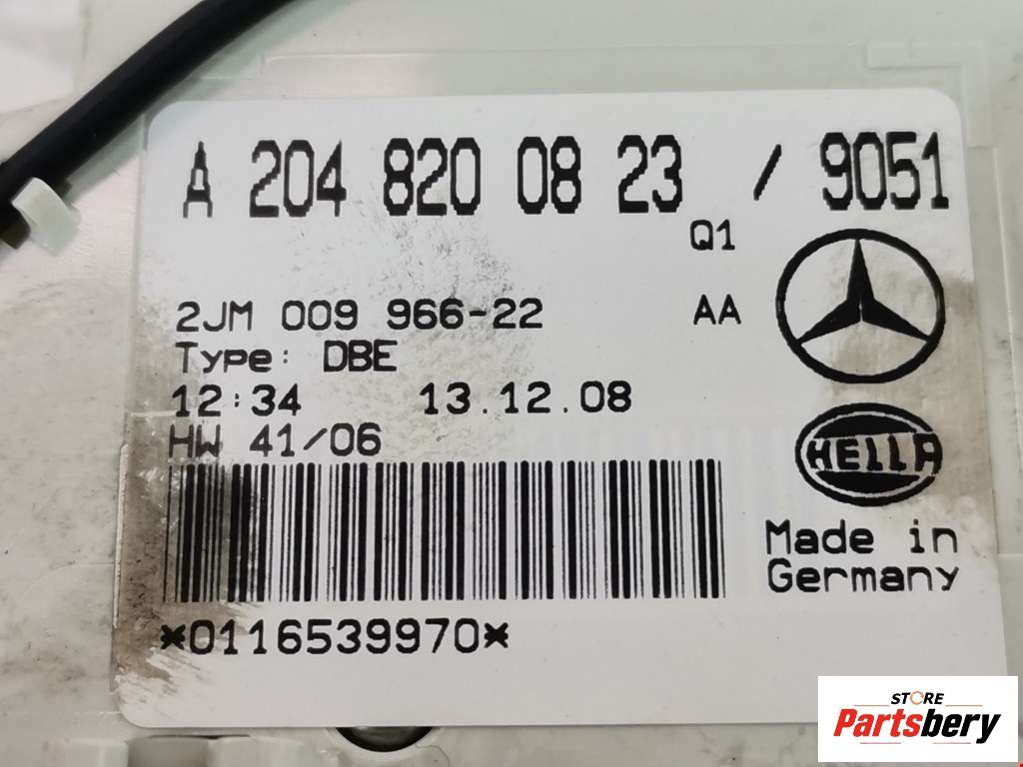 A 204 820 08 23 / 9051
Q1
2JM 009 966-22 AA
Type: DBE
12:34 13.12.08
HW 41/06
HELLA
Made in
Germany
*0116539970*
STORE
Partsbery